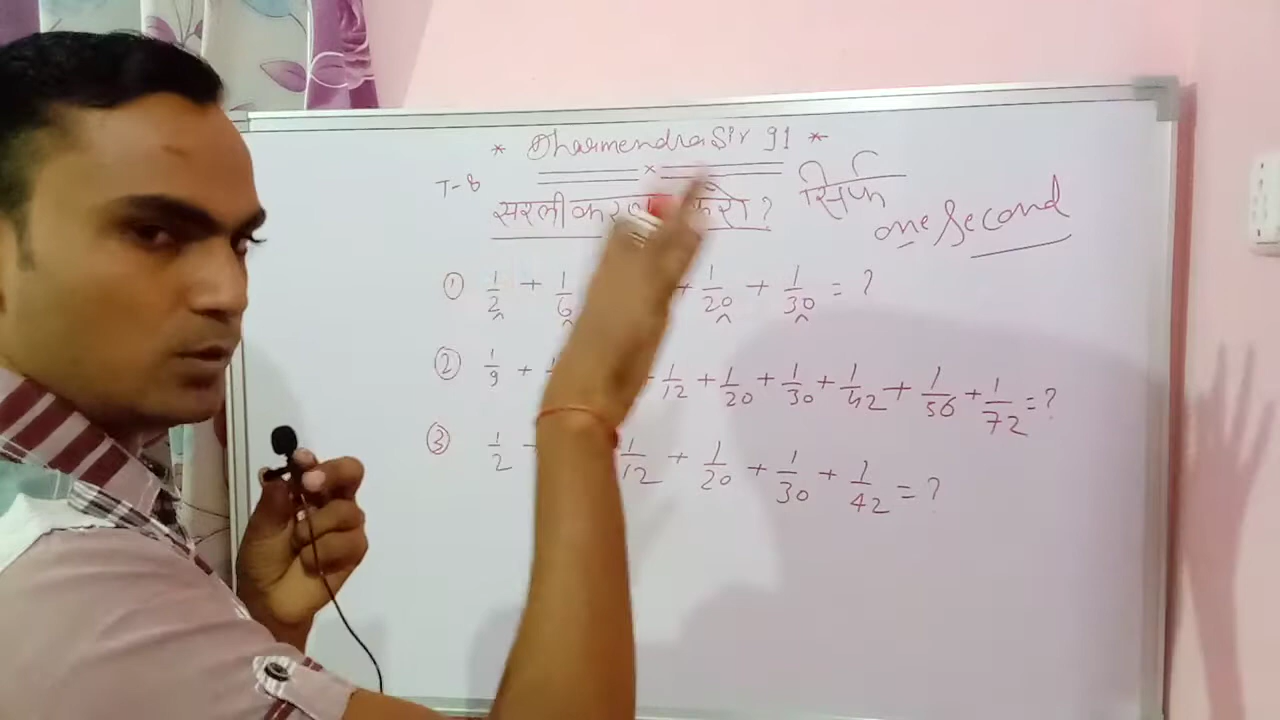 * Dharmendra Sir 91 *
T-8
सरलीकरण करो ? सिर्फ
one Second
① 1/2 + 1/6 + 1/20 + 1/30 = ?
② 1/9 + 1/12 + 1/20 + 1/30 + 1/42 + 1/56 + 1/72 = ?
③ 1/2 + 1/12 + 1/20 + 1/30 + 1/42 = ?